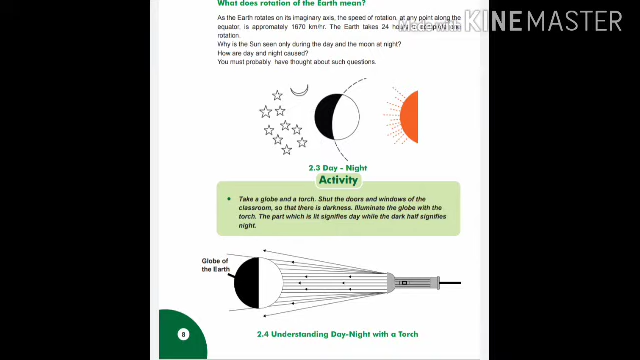 What does rotation of the Earth mean?
Made with KINEMASTER
As the Earth rotates on its imaginary axis, the speed of rotation, at any point along the
equator, is appromately 1670 km/hr. The Earth takes 24 hours
rotation.
Why is the Sun seen only during the day and the moon at night?
How are day and night caused?
You must probably have thought about such questions.
2.3 Day - Night
Activity
Take a globe and a torch. Shut the doors and windows of the
classroom, so that there is darkness. Illuminate the globe with the
torch. The part which is lit signifies day while the dark half signifies
night.
Globe of
the Earth
8
2.4 Understanding Day-Night with a Torch